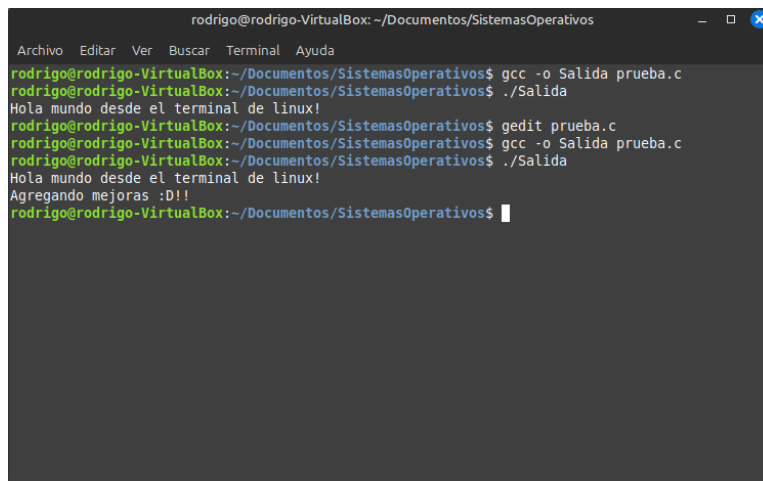 rodrigo@rodrigo-VirtualBox: ~/Documentos/SistemasOperativos
Archivo Editar Ver Buscar Terminal Ayuda
rodrigo@rodrigo-VirtualBox:~/Documentos/SistemasOperativos$ gcc -o Salida prueba.c
rodrigo@rodrigo-VirtualBox:~/Documentos/SistemasOperativos$ ./Salida
Hola mundo desde el terminal de linux!
rodrigo@rodrigo-VirtualBox:~/Documentos/SistemasOperativos$ gedit prueba.c
rodrigo@rodrigo-VirtualBox:~/Documentos/SistemasOperativos$ gcc -o Salida prueba.c
rodrigo@rodrigo-VirtualBox:~/Documentos/SistemasOperativos$ ./Salida
Hola mundo desde el terminal de linux!
Agregando mejoras :D!!
rodrigo@rodrigo-VirtualBox:~/Documentos/SistemasOperativos$